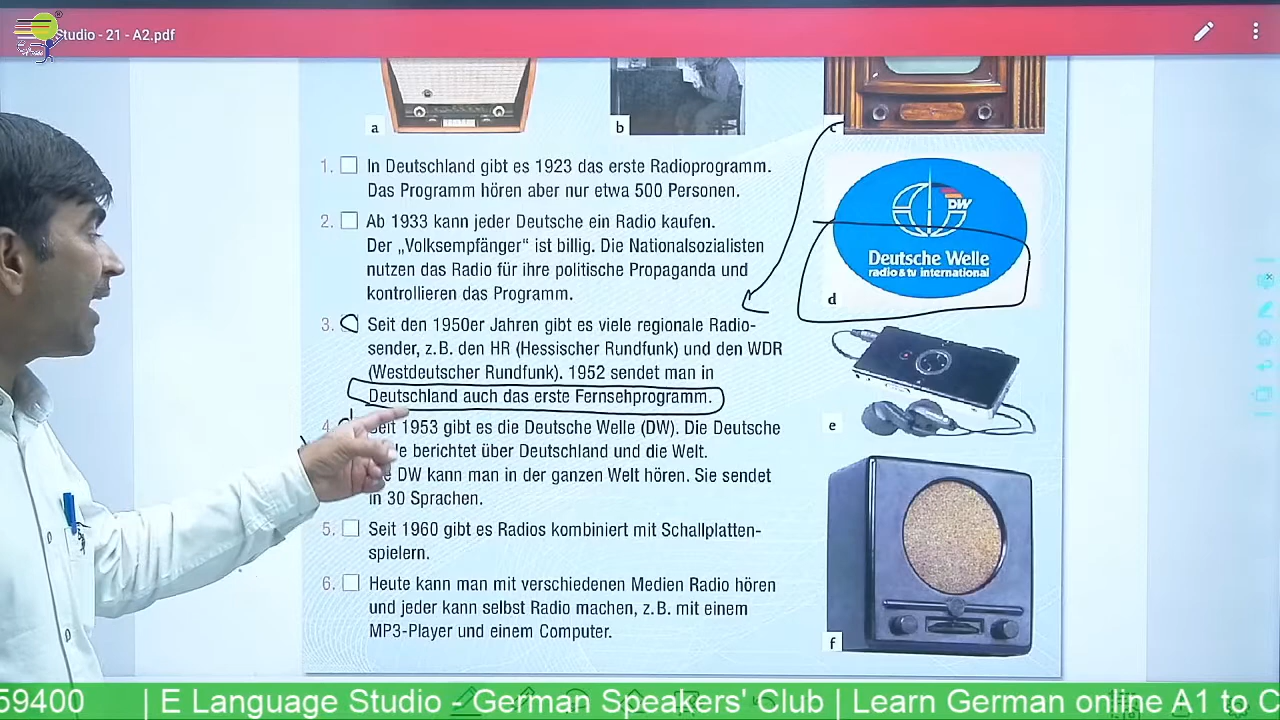 Studio - 21 - A2.pdf
a
b
c
1. In Deutschland gibt es 1923 das erste Radioprogramm.
Das Programm hören aber nur etwa 500 Personen.
2. Ab 1933 kann jeder Deutsche ein Radio kaufen.
Der „Volksempfänger“ ist billig. Die Nationalsozialisten
nutzen das Radio für ihre politische Propaganda und
kontrollieren das Programm.
3. c Seit den 1950er Jahren gibt es viele regionale Radio-
sender, z.B. den HR (Hessischer Rundfunk) und den WDR
(Westdeutscher Rundfunk). 1952 sendet man in
Deutschland auch das erste Fernsehprogramm.
4. d Seit 1953 gibt es die Deutsche Welle (DW). Die Deutsche
berichtet über Deutschland und die Welt.
DW kann man in der ganzen Welt hören. Sie sendet
in 30 Sprachen.
5. Seit 1960 gibt es Radios kombiniert mit Schallplatten-
spielern.
6. Heute kann man mit verschiedenen Medien Radio hören
und jeder kann selbst Radio machen, z.B. mit einem
MP3-Player und einem Computer.
DW
Deutsche Welle
radio & tv international
d
e
f
59400 | E Language Studio - German Speakers' Club | Learn German online A1 to C